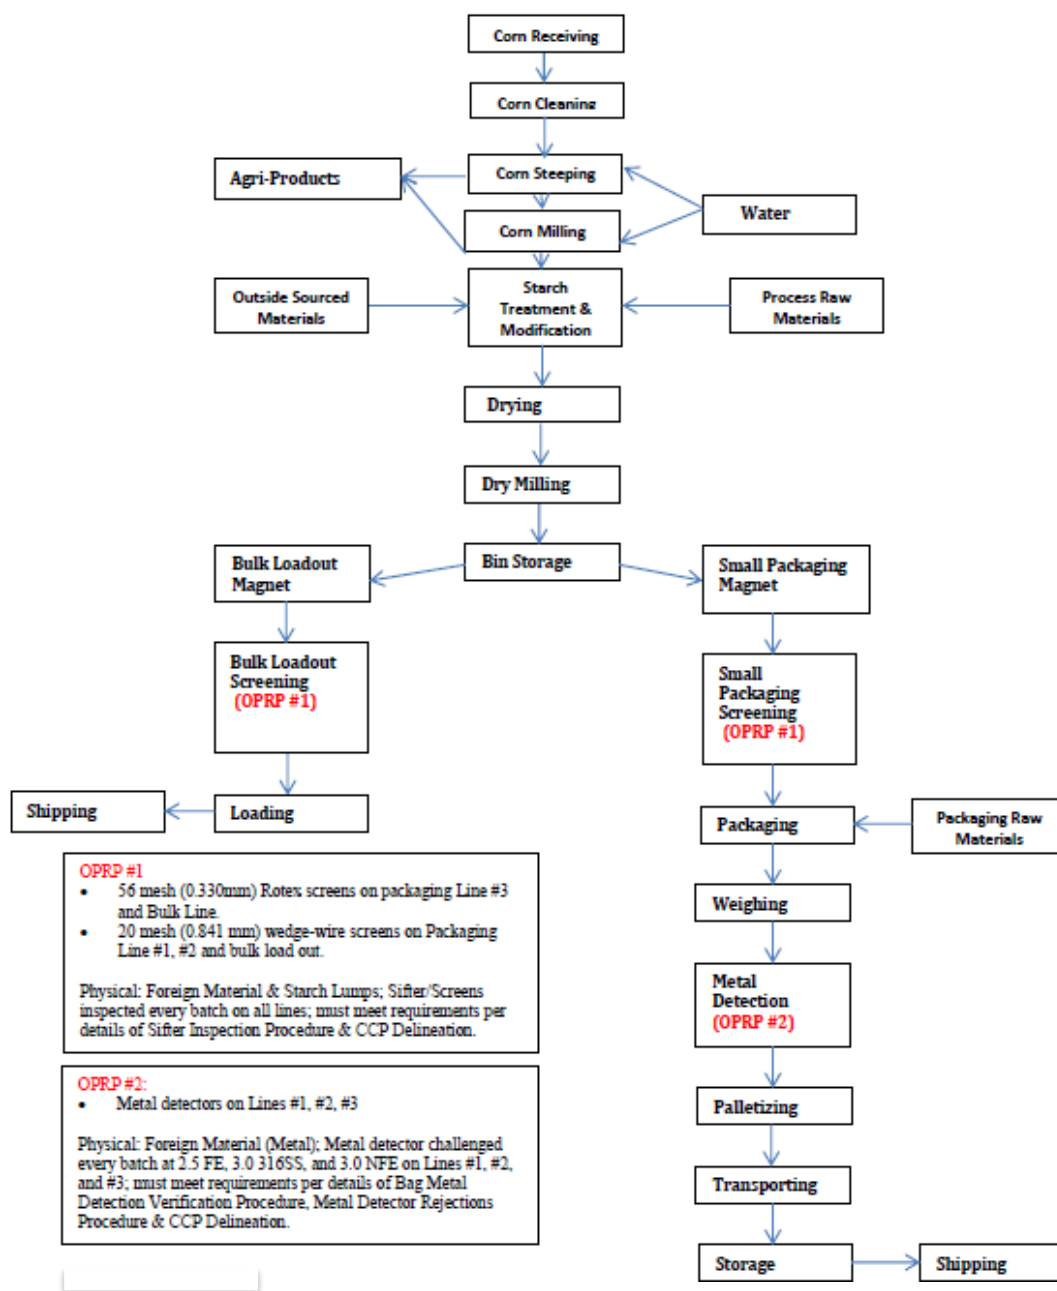 Corn Receiving
Corn Cleaning
Agri-Products
Corn Steeping
Water
Corn Milling
Outside Sourced
Materials
Starch
Treatment &
Modification
Process Raw
Materials
Drying
Dry Milling
Bulk Loadout
Magnet
Bin Storage
Small Packaging
Magnet
Bulk Loadout
Screening
(OPRP #1)
Small
Packaging
Screening
(OPRP #1)
Shipping
Loading
Packaging
Packaging Raw
Materials
OPRP #1
• 56 mesh (0.330mm) Rotex screens on packaging Line #3
and Bulk Line.
• 20 mesh (0.841 mm) wedge-wire screens on Packaging
Line #1, #2 and bulk load out.
Physical: Foreign Material & Starch Lumps; Sifter/Screens
inspected every batch on all lines; must meet requirements per
details of Sifter Inspection Procedure & CCP Delineation.
Weighing
Metal
Detection
(OPRP #2)
OPRP #2:
• Metal detectors on Lines #1, #2, #3
Physical: Foreign Material (Metal); Metal detector challenged
every batch at 2.5 FE, 3.0 316SS, and 3.0 NFE on Lines #1, #2,
and #3; must meet requirements per details of Bag Metal
Detection Verification Procedure, Metal Detector Rejections
Procedure & CCP Delineation.
Palletizing
Transporting
Storage
Shipping